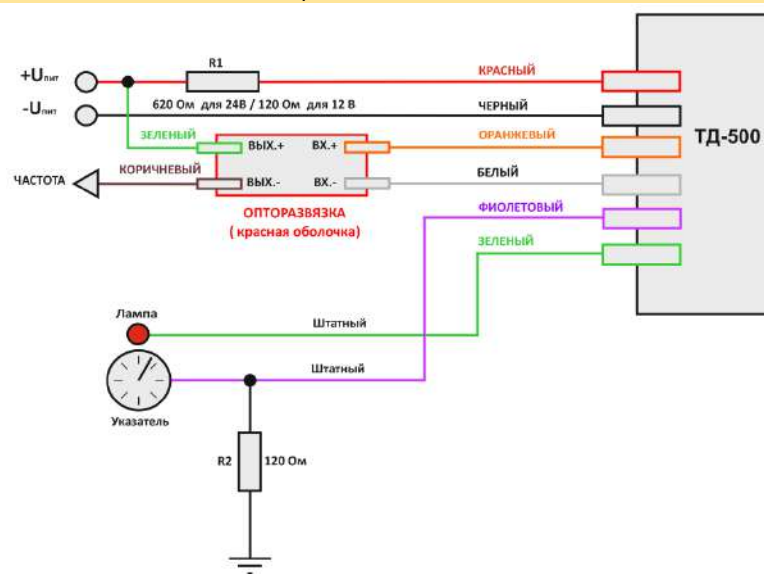 R1
+Uпит
КРАСНЫЙ
-Uпит
620 Ом для 24В / 120 Ом для 12 В
ЧЕРНЫЙ
ТД-500
ЗЕЛЕНЫЙ
ВЫХ.+
ВХ.+
ОРАНЖЕВЫЙ
КОРИЧНЕВЫЙ
БЕЛЫЙ
ЧАСТОТА
ВЫХ.-
ВХ.-
ОПТОРАЗВЯЗКА
( красная оболочка)
ФИОЛЕТОВЫЙ
ЗЕЛЕНЫЙ
Лампа
Штатный
Штатный
Указатель
R2
120 Ом